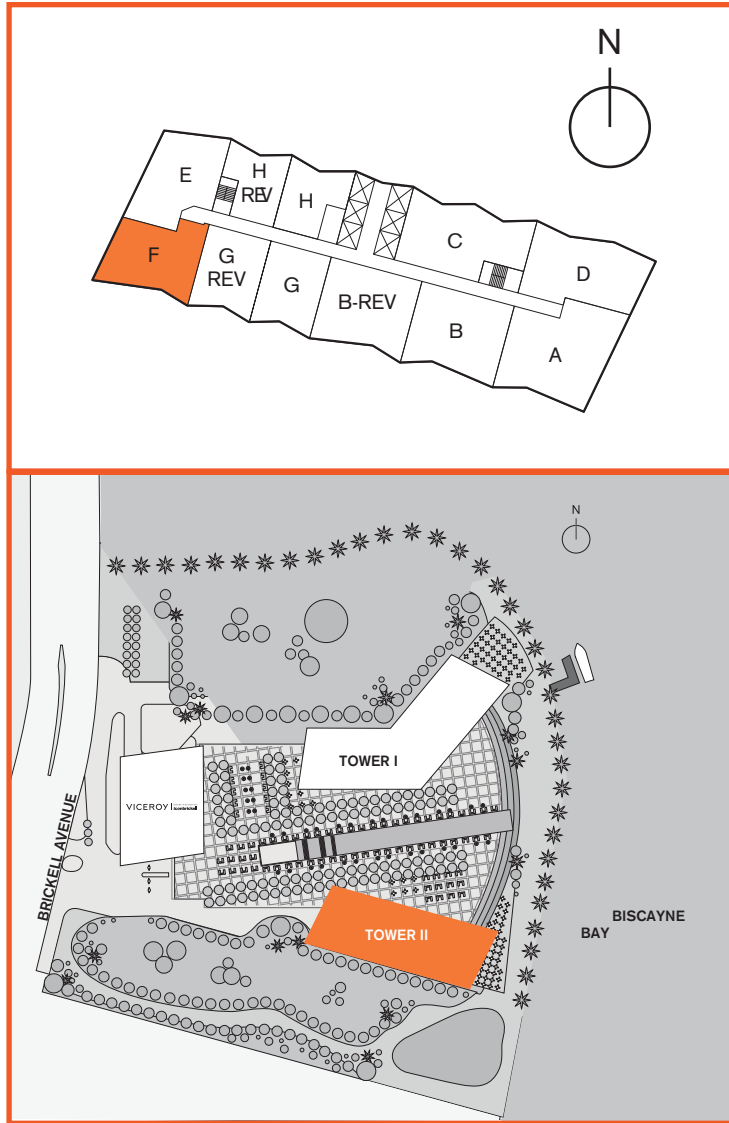 N
E
H
REV
H
C
D
F
G
REV
G
B-REV
B
A
N
TOWER I
VICEROY
BRICKELL AVENUE
TOWER II
BISCAYNE
BAY